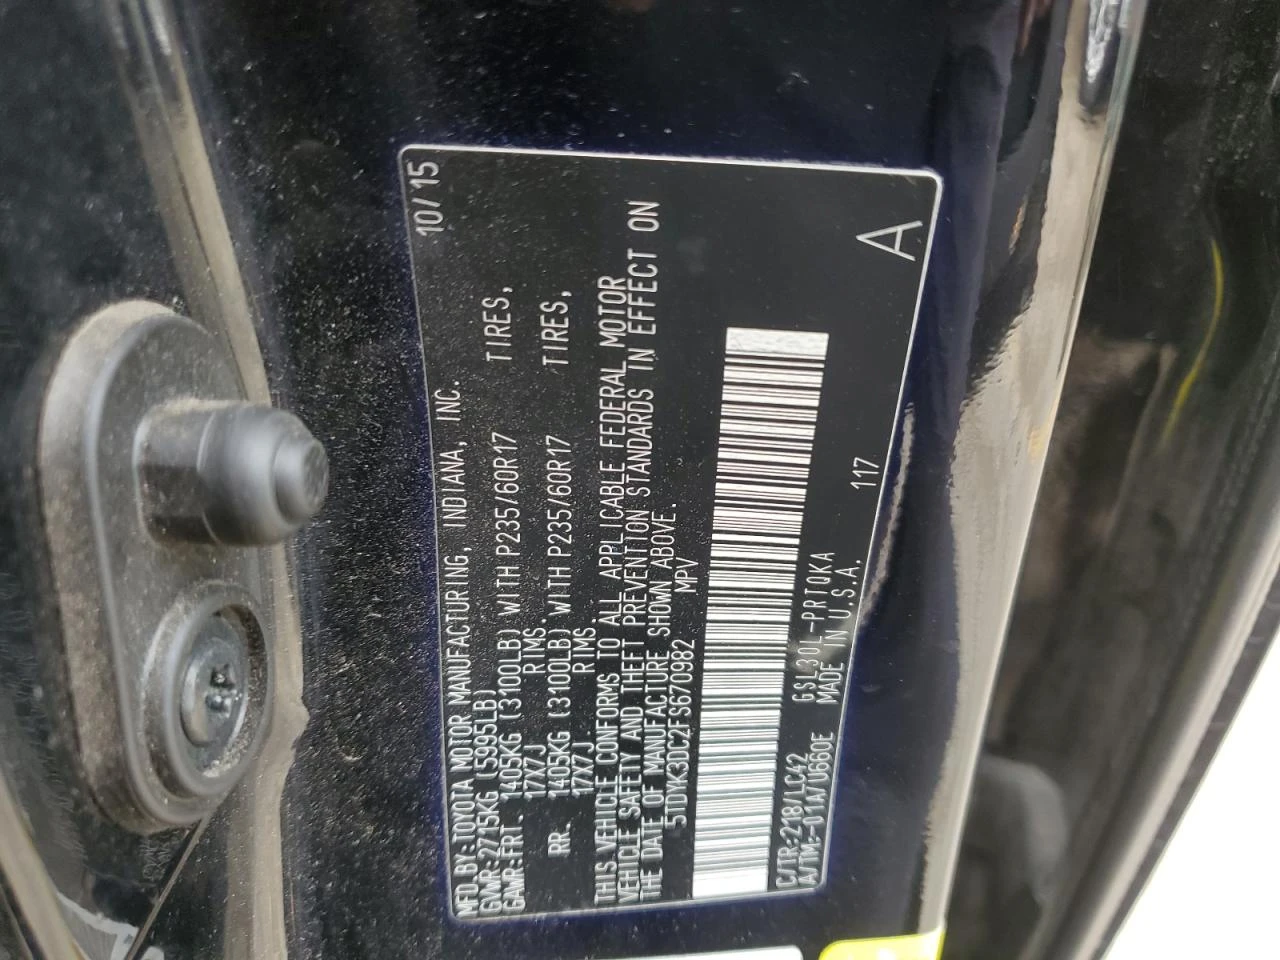 MFD.BY:TOYOTA MOTOR MANUFACTURING, INDIANA, INC. 10/15
GVWR:2715KG (5995LB)
GAWR:FRT. 1405KG (3100LB) WITH P235/60R17 TIRES,
17X7J RIMS.
RR. 1405KG (3100LB) WITH P235/60R17 TIRES,
17X7J RIMS.
THIS VEHICLE CONFORMS TO ALL APPLICABLE FEDERAL MOTOR
VEHICLE SAFETY AND THEFT PREVENTION STANDARDS IN EFFECT ON
THE DATE OF MANUFACTURE SHOWN ABOVE.
5TDYK3DC2FS670982 MPV
C/TR:218/LC42 GSL30L-PRTQKA
A/TM:-01A/U660E MADE IN U.S.A. 117 A